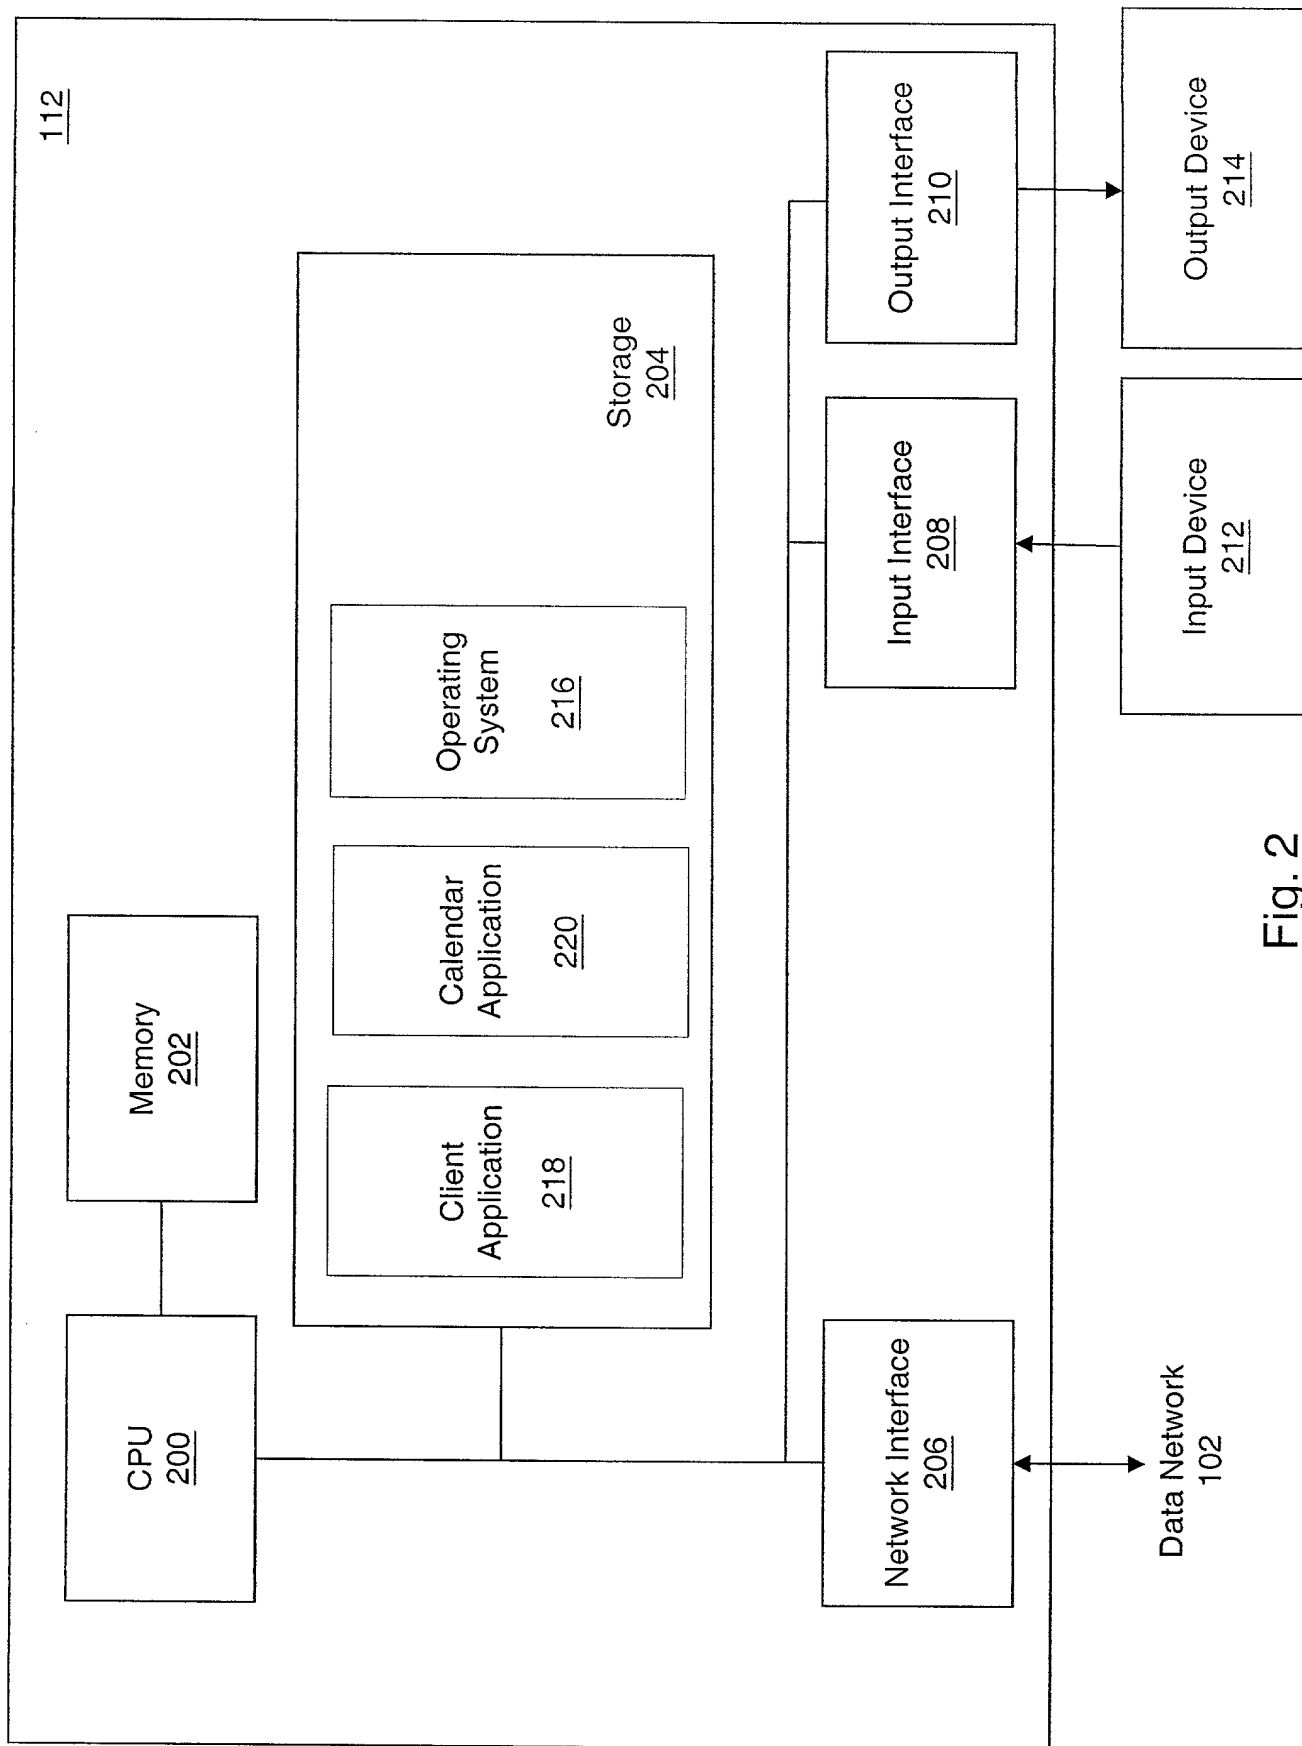 112
CPU
200
Memory
202
Client
Application
218
Calendar
Application
220
Operating
System
216
Storage
204
Network Interface
206
Input Interface
208
Output Interface
210
Data Network
102
Input Device
212
Output Device
214
Fig. 2